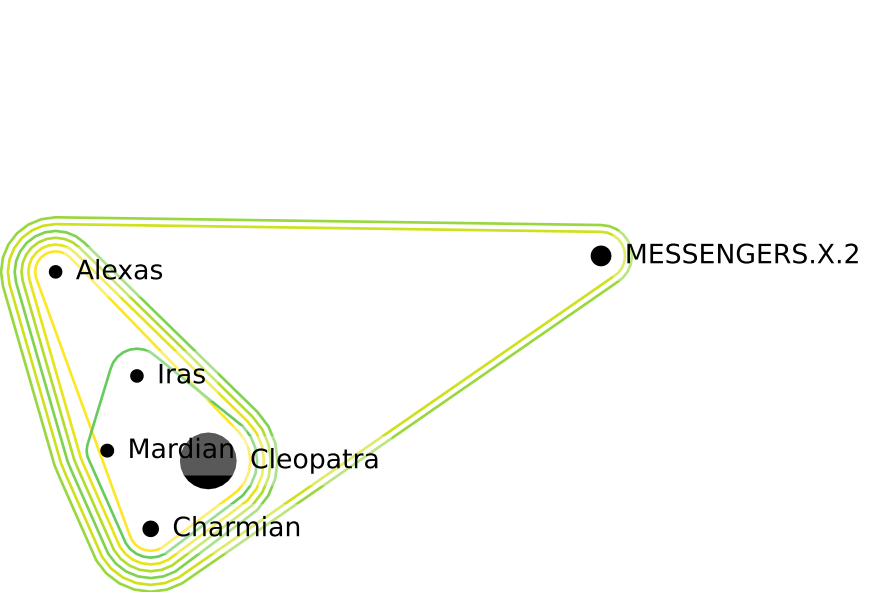 MESSENGERS.X.2
Alexas
Iras
Mardian
Cleopatra
Charmian